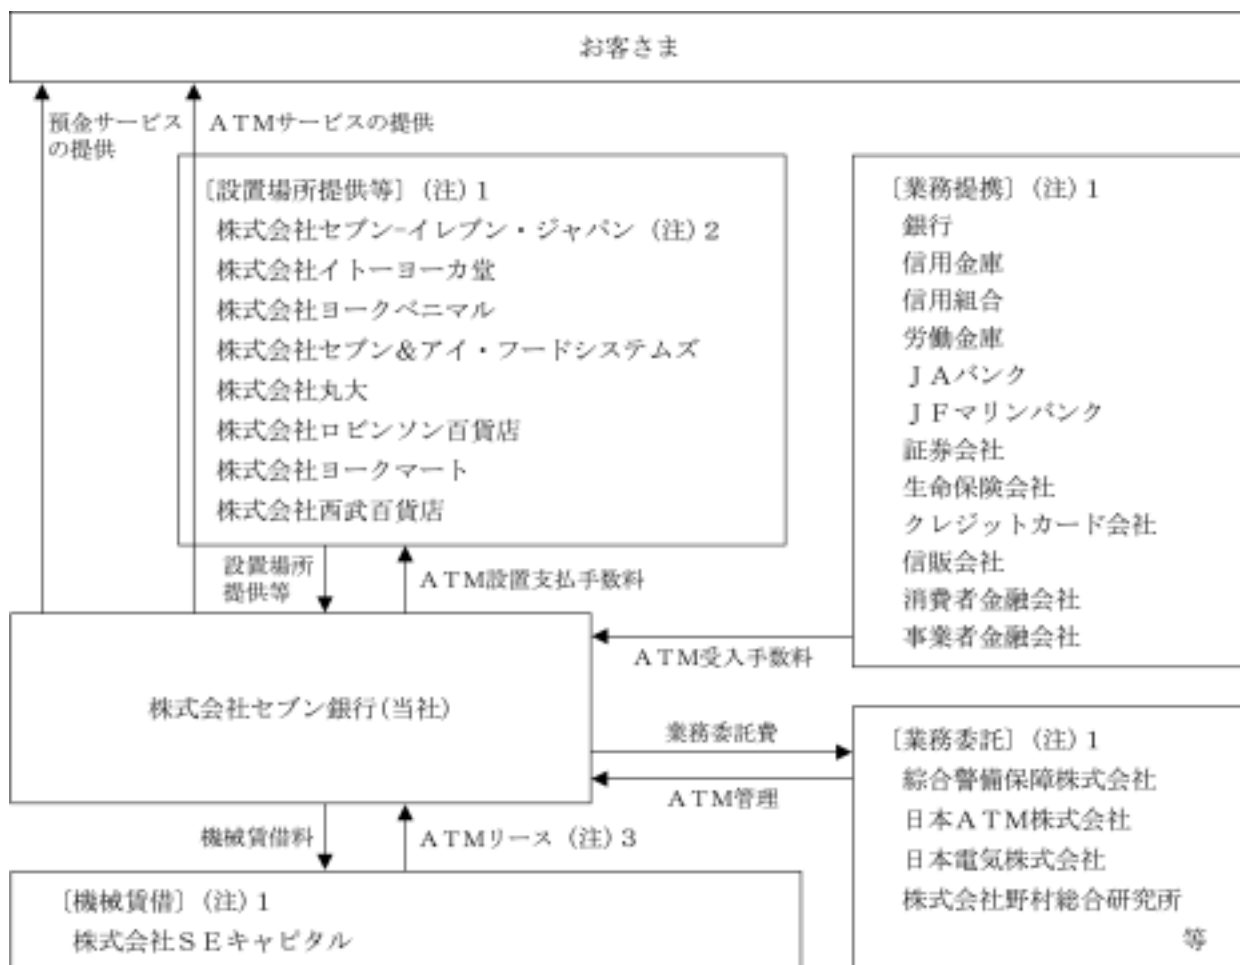 お客さま
預金サービス
の提供
ATMサービスの提供
〔設置場所提供等〕(注)1
株式会社セブン-イレブン・ジャパン (注)2
株式会社イトーヨーカ堂
株式会社ヨークベニマル
株式会社セブン&アイ・フードシステムズ
株式会社丸大
株式会社ロビンソン百貨店
株式会社ヨークマート
株式会社西武百貨店
〔業務提携〕(注)1
銀行
信用金庫
信用組合
労働金庫
JAバンク
JFマリンバンク
証券会社
生命保険会社
クレジットカード会社
信販会社
消費者金融会社
事業者金融会社
設置場所
提供等
ATM設置支払手数料
ATM受入手数料
株式会社セブン銀行(当社)
業務委託費
ATM管理
〔業務委託〕(注)1
綜合警備保障株式会社
日本ATM株式会社
日本電気株式会社
株式会社野村総合研究所
等
機械賃借料
ATMリース (注)3
〔機械賃借〕(注)1
株式会社SEキャピタル